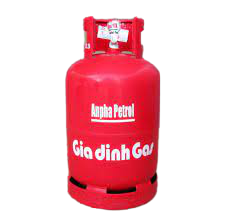 Anpha Petrol
Gia dinh Gas